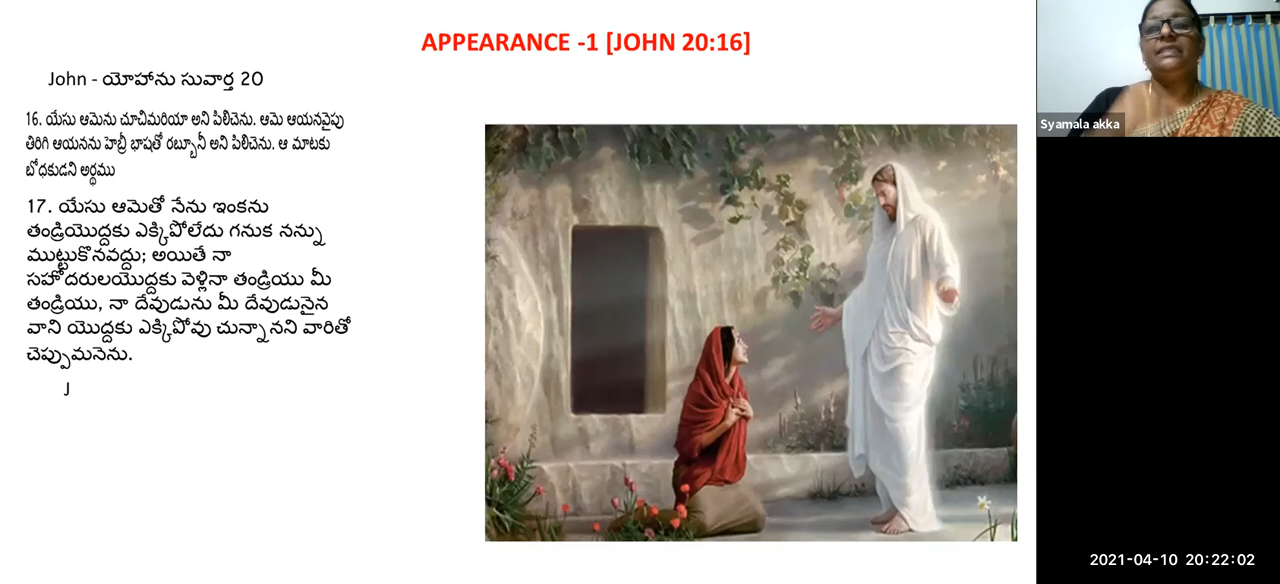 APPEARANCE -1 [JOHN 20:16]
John - యోహాను సువార్త 20
16. యేసు ఆమెను చూచిమరియా అని పిలిచెను. ఆమె ఆయనవైపు
తిరిగి ఆయనను హెబ్రీ భాషతో రబ్బూనీ అని పిలిచెను. ఆ మాటకు
బోధకుడని అర్థము
17. యేసు ఆమెతో నేను ఇంకను
తండ్రియొద్దకు ఎక్కిపోలేదు గనుక నన్ను
ముట్టుకొనవద్దు; అయితే నా
సహోదరులయొద్దకు వెళ్లినా తండ్రియు మీ
తండ్రియు, నా దేవుడును మీ దేవుడునైన
వాని యొద్దకు ఎక్కిపోవు చున్నానని వారితో
చెప్పుమనెను.
J
Syamala akka
2021-04-10 20:22:02